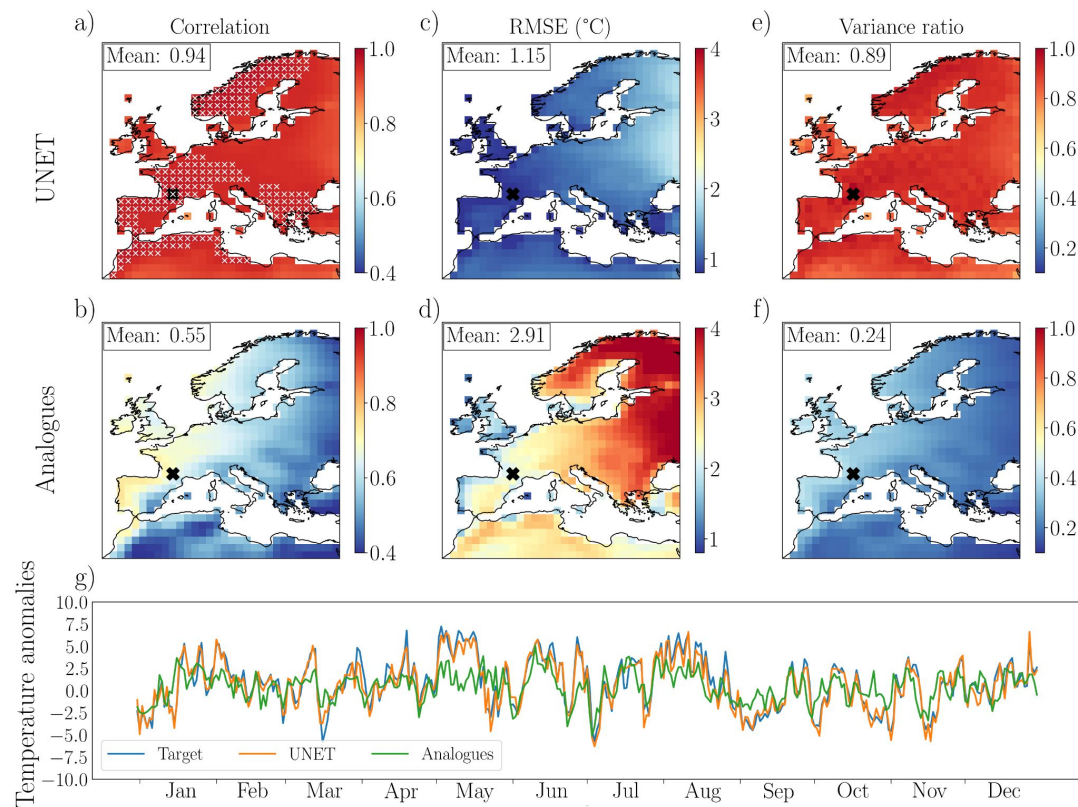 a) Correlation
c) RMSE (°C)
e) Variance ratio
UNET
Mean: 0.94
1.0
0.8
0.6
0.4
Mean: 1.15
4
3
2
1
Mean: 0.89
1.0
0.8
0.6
0.4
0.2
b)
d)
f)
Analogues
Mean: 0.55
1.0
0.8
0.6
0.4
Mean: 2.91
4
3
2
1
Mean: 0.24
1.0
0.8
0.6
0.4
0.2
g)
Temperature anomalies
10.0
7.5
5.0
2.5
0.0
−2.5
−5.0
−7.5
−10.0
Target UNET Analogues
Jan Feb Mar Apr May Jun Jul Aug Sep Oct Nov Dec